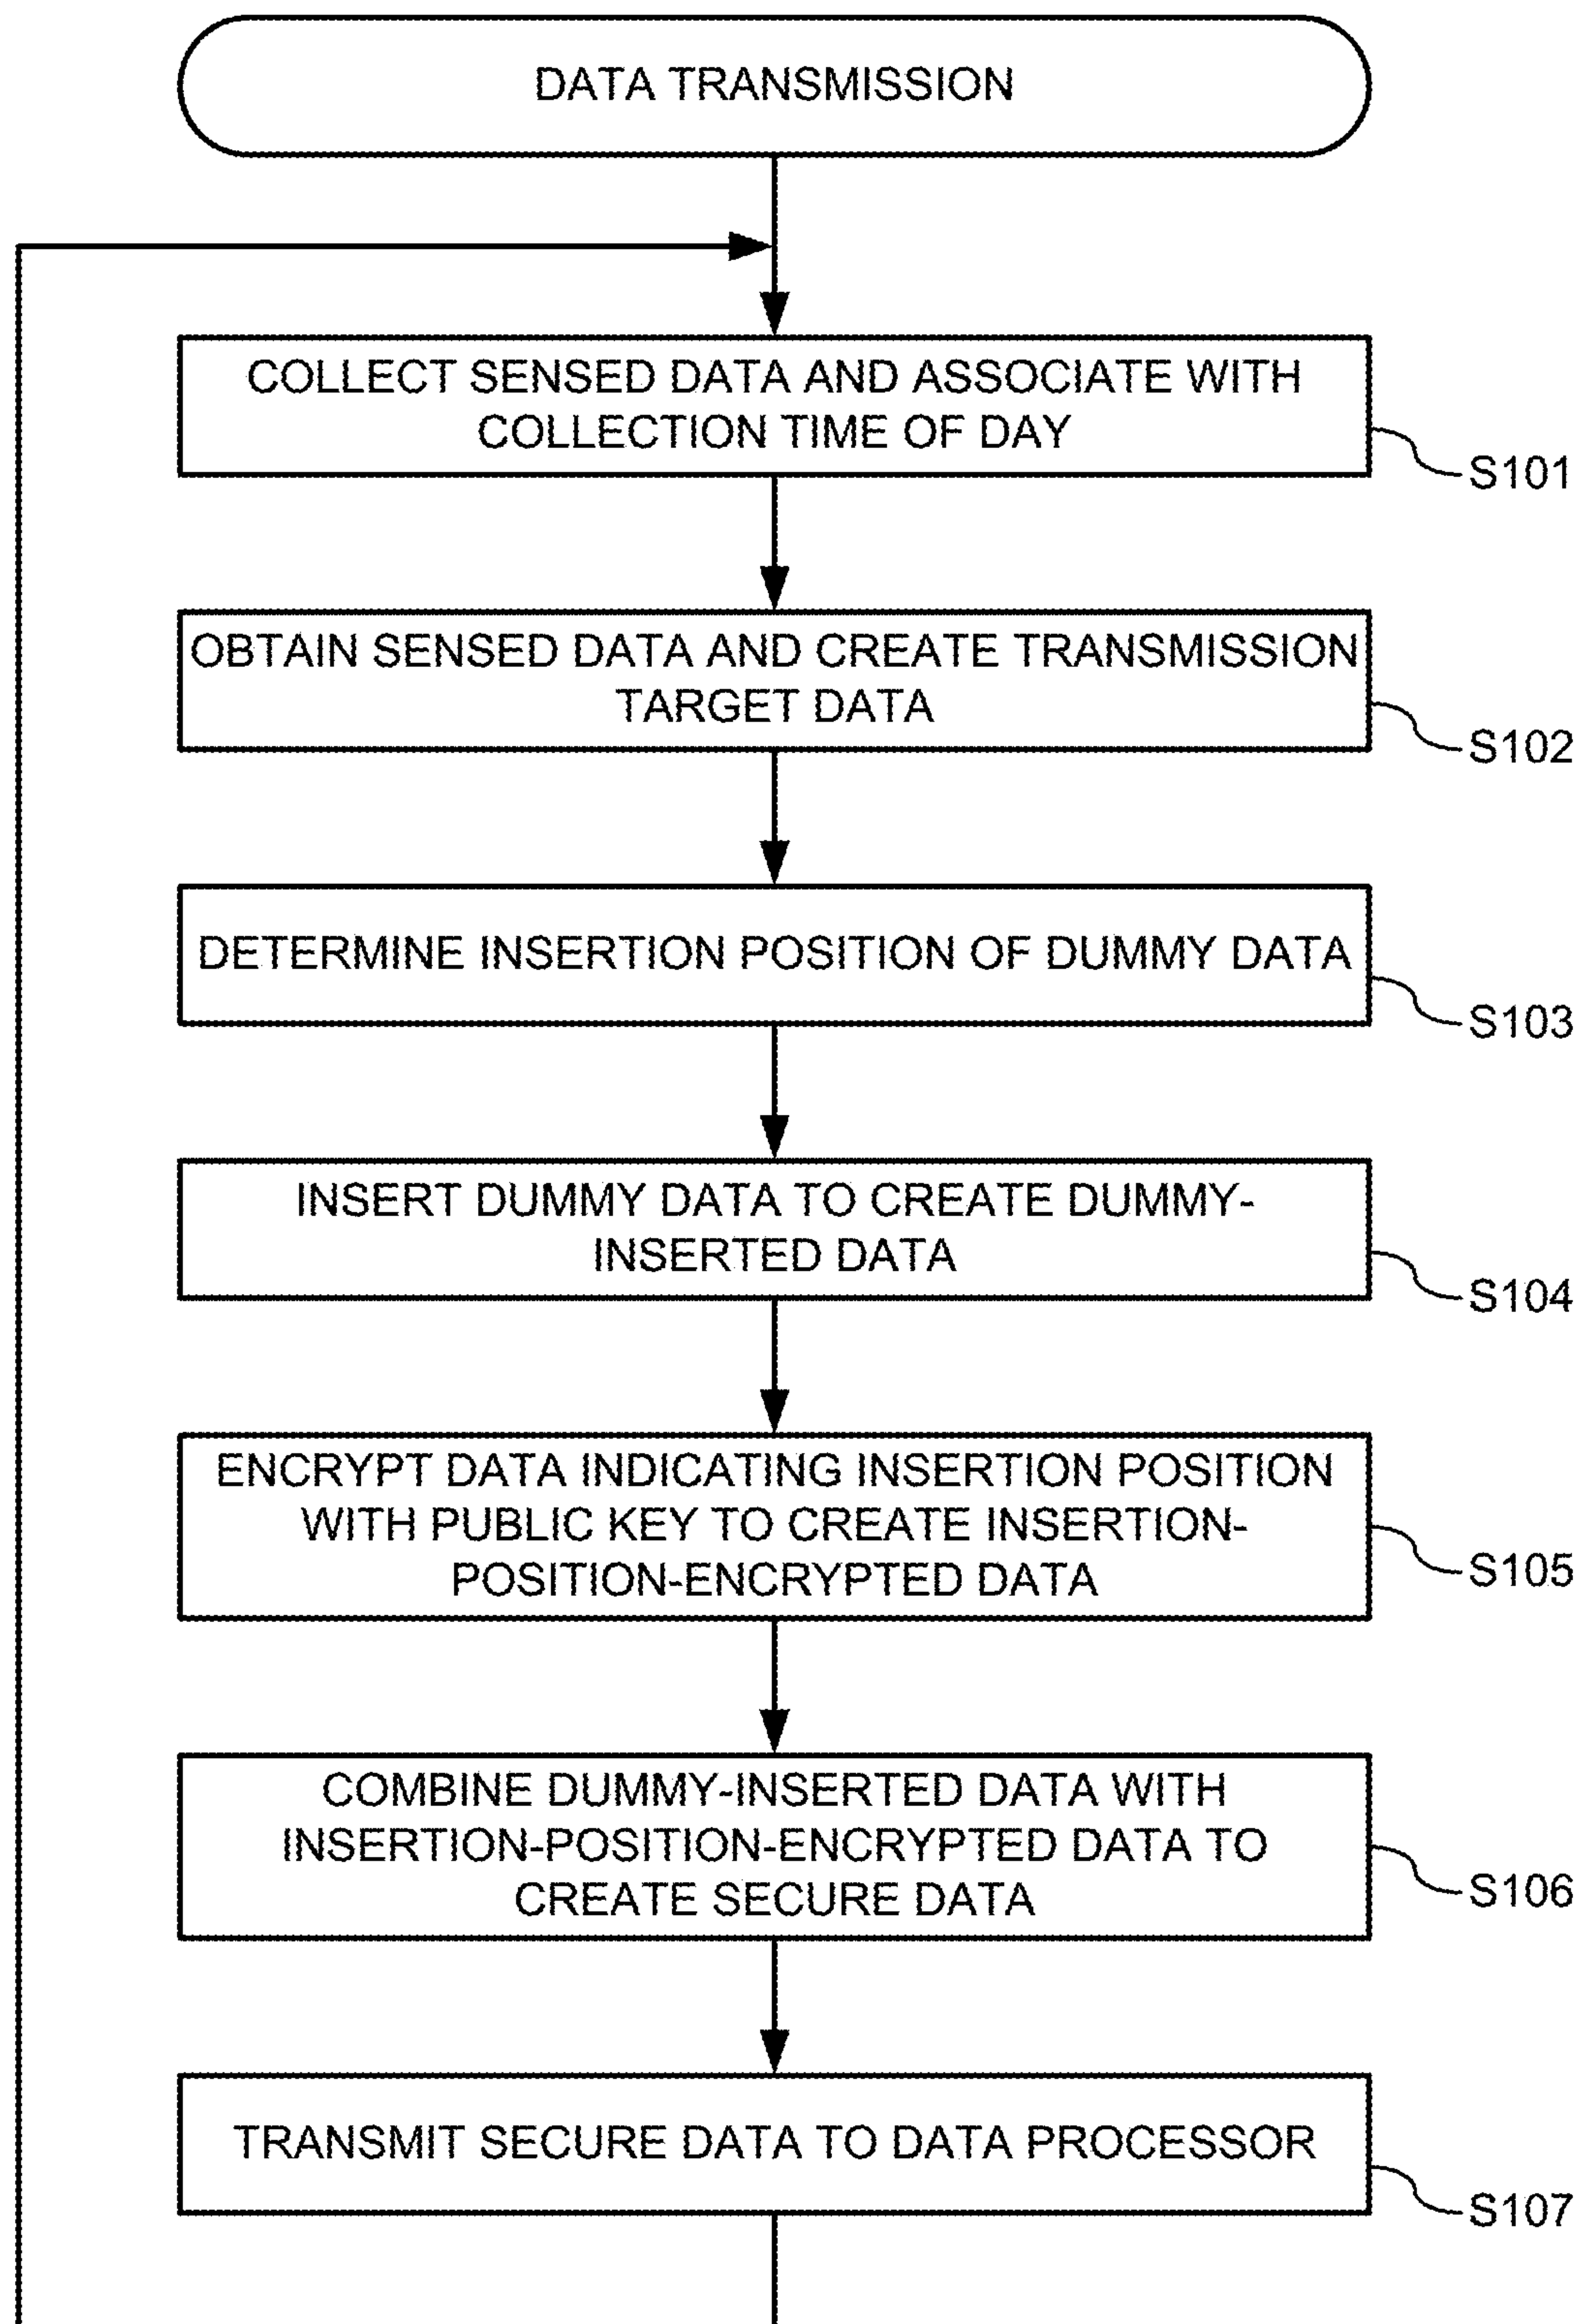 DATA TRANSMISSION
COLLECT SENSED DATA AND ASSOCIATE WITH
COLLECTION TIME OF DAY
S101
OBTAIN SENSED DATA AND CREATE TRANSMISSION
TARGET DATA
S102
DETERMINE INSERTION POSITION OF DUMMY DATA
S103
INSERT DUMMY DATA TO CREATE DUMMY-
INSERTED DATA
S104
ENCRYPT DATA INDICATING INSERTION POSITION
WITH PUBLIC KEY TO CREATE INSERTION-
POSITION-ENCRYPTED DATA
S105
COMBINE DUMMY-INSERTED DATA WITH
INSERTION-POSITION-ENCRYPTED DATA TO
CREATE SECURE DATA
S106
TRANSMIT SECURE DATA TO DATA PROCESSOR
S107